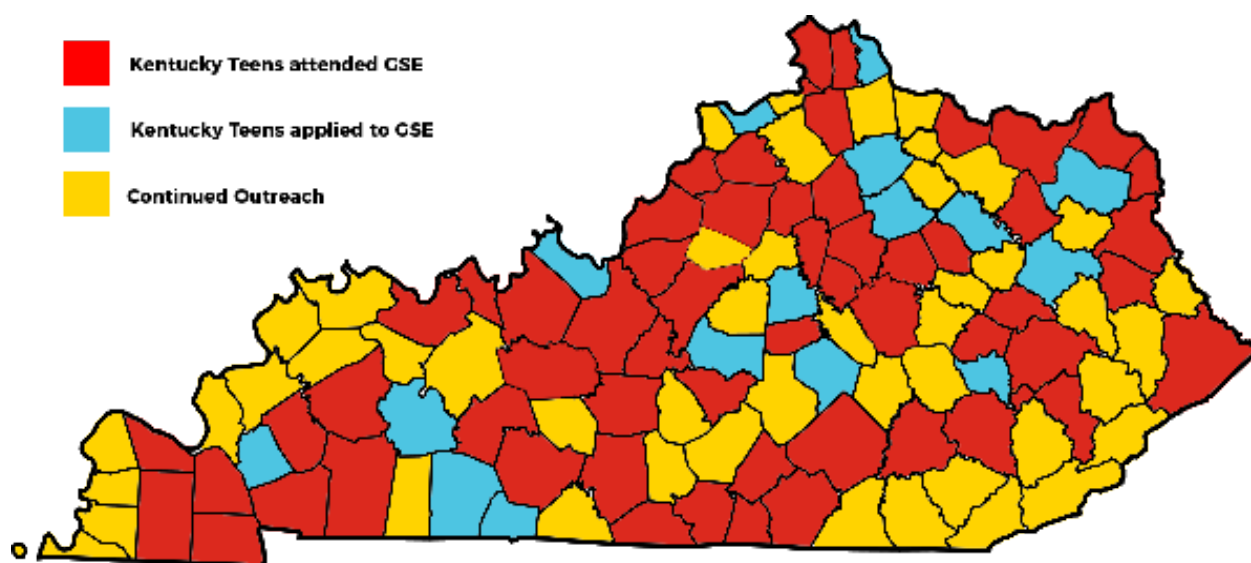 Kentucky Teens attended GSE
Kentucky Teens applied to GSE
Continued Outreach